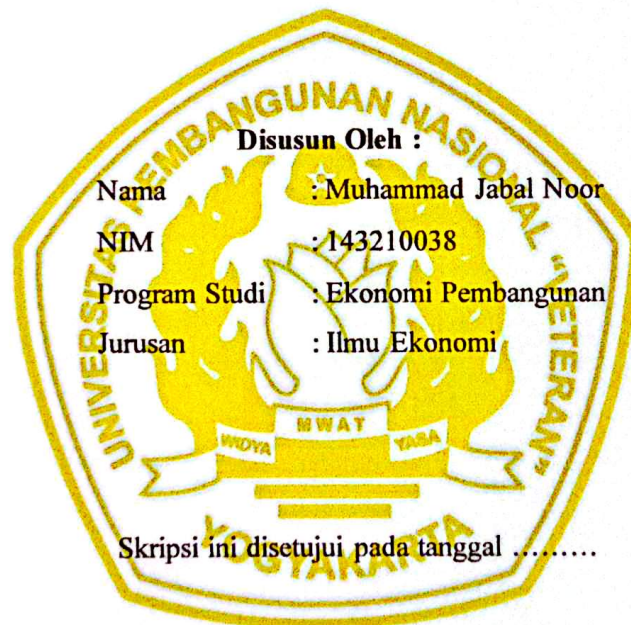 UNIVERSITAS PEMBANGUNAN NASIONAL "VETERAN"
Disusun Oleh :
Nama : Muhammad Jabal Noor
NIM : 143210038
Program Studi : Ekonomi Pembangunan
Jurusan : Ilmu Ekonomi
WIDYA MWAT YASA
Skripsi ini disetujui pada tanggal .........
YOGYAKARTA